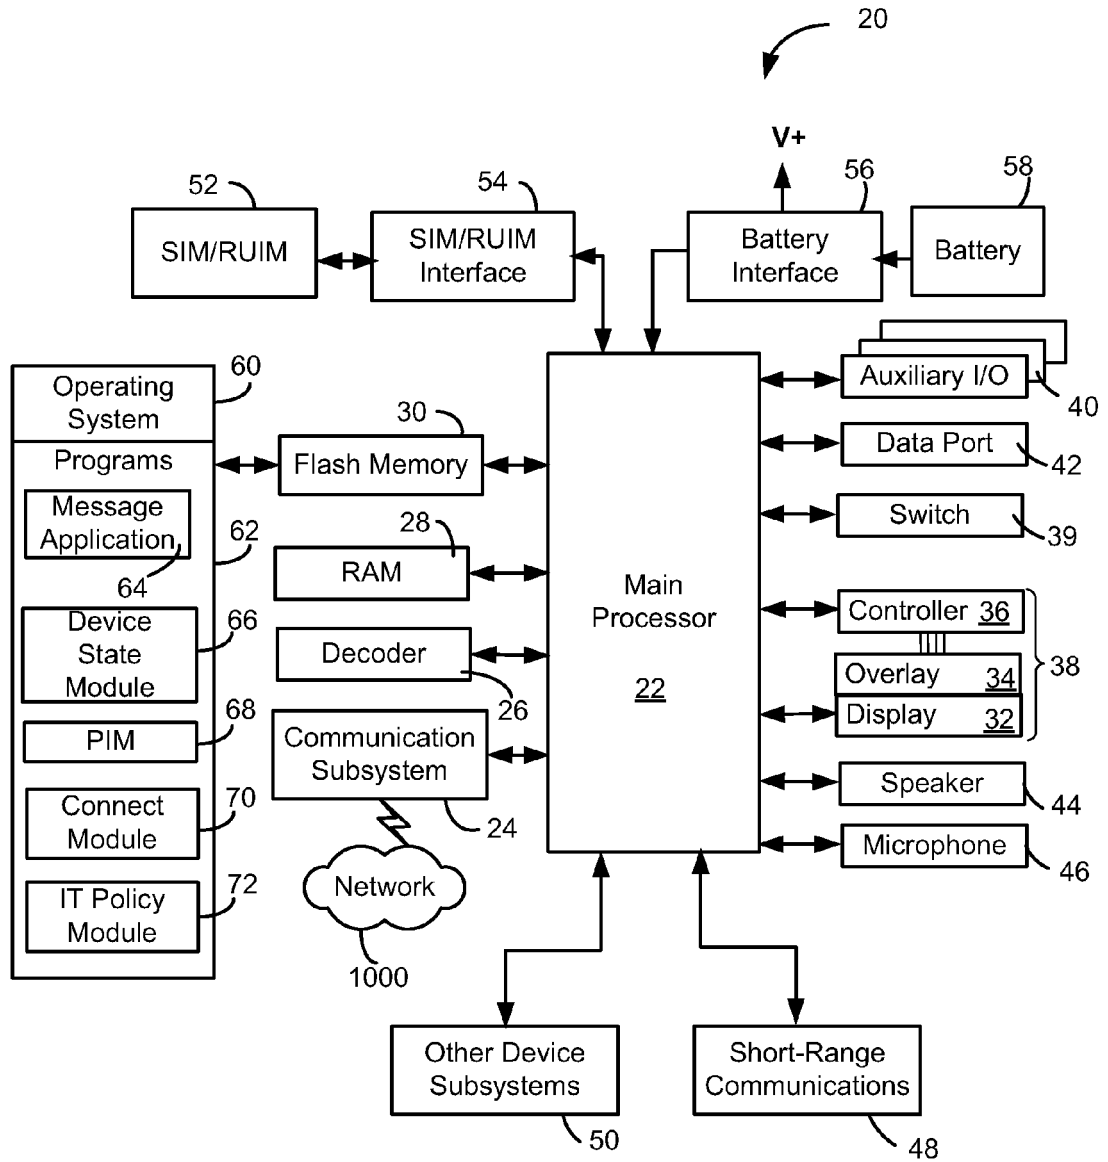 20
V+
52
54
56
58
SIM/RUIM
SIM/RUIM
Interface
Battery
Interface
Battery
60
Operating
System
Programs
Message
Application
64
62
Device
State
Module
66
PIM
68
Connect
Module
70
IT Policy
Module
72
30
Flash Memory
28
RAM
Decoder
26
Communication
Subsystem
24
Network
1000
Main
Processor
22
Auxiliary I/O
40
Data Port
42
Switch
39
Controller 36
Overlay 34
Display 32
38
Speaker
44
Microphone
46
Other Device
Subsystems
50
Short-Range
Communications
48